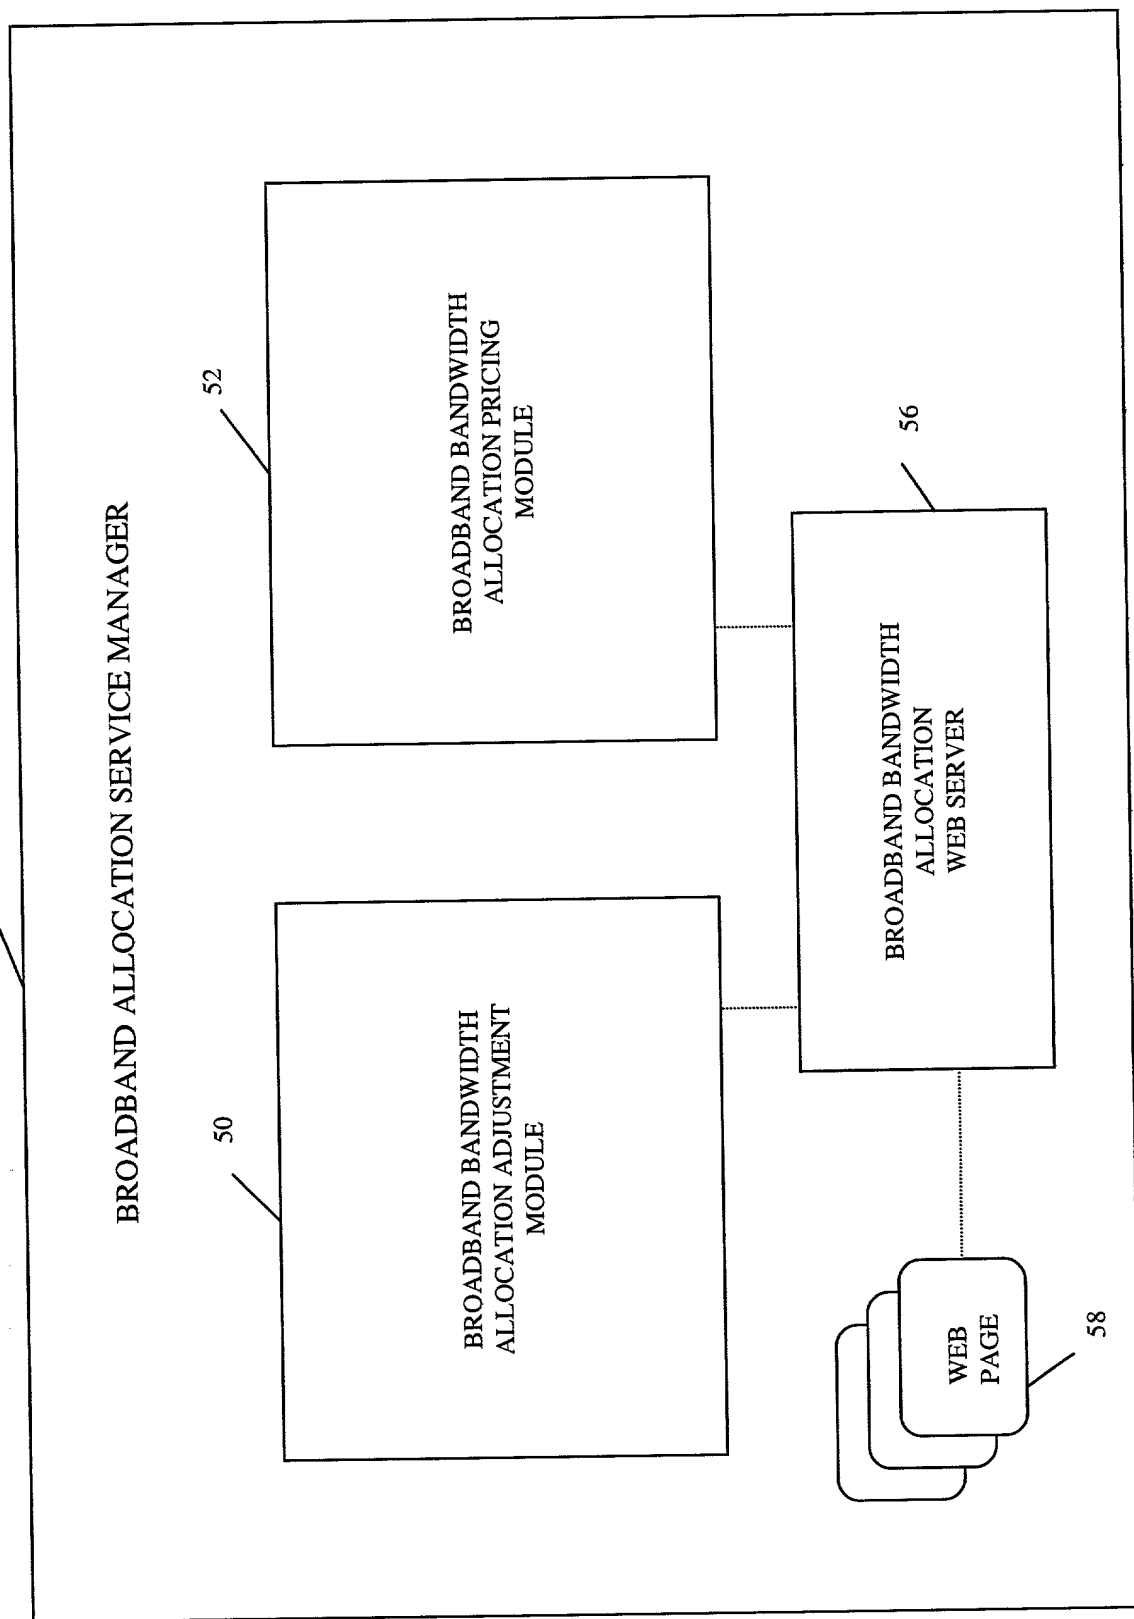 BROADBAND ALLOCATION SERVICE MANAGER
50
52
BROADBAND BANDWIDTH
ALLOCATION ADJUSTMENT
MODULE
BROADBAND BANDWIDTH
ALLOCATION PRICING
MODULE
56
BROADBAND BANDWIDTH
ALLOCATION
WEB SERVER
WEB
PAGE
58